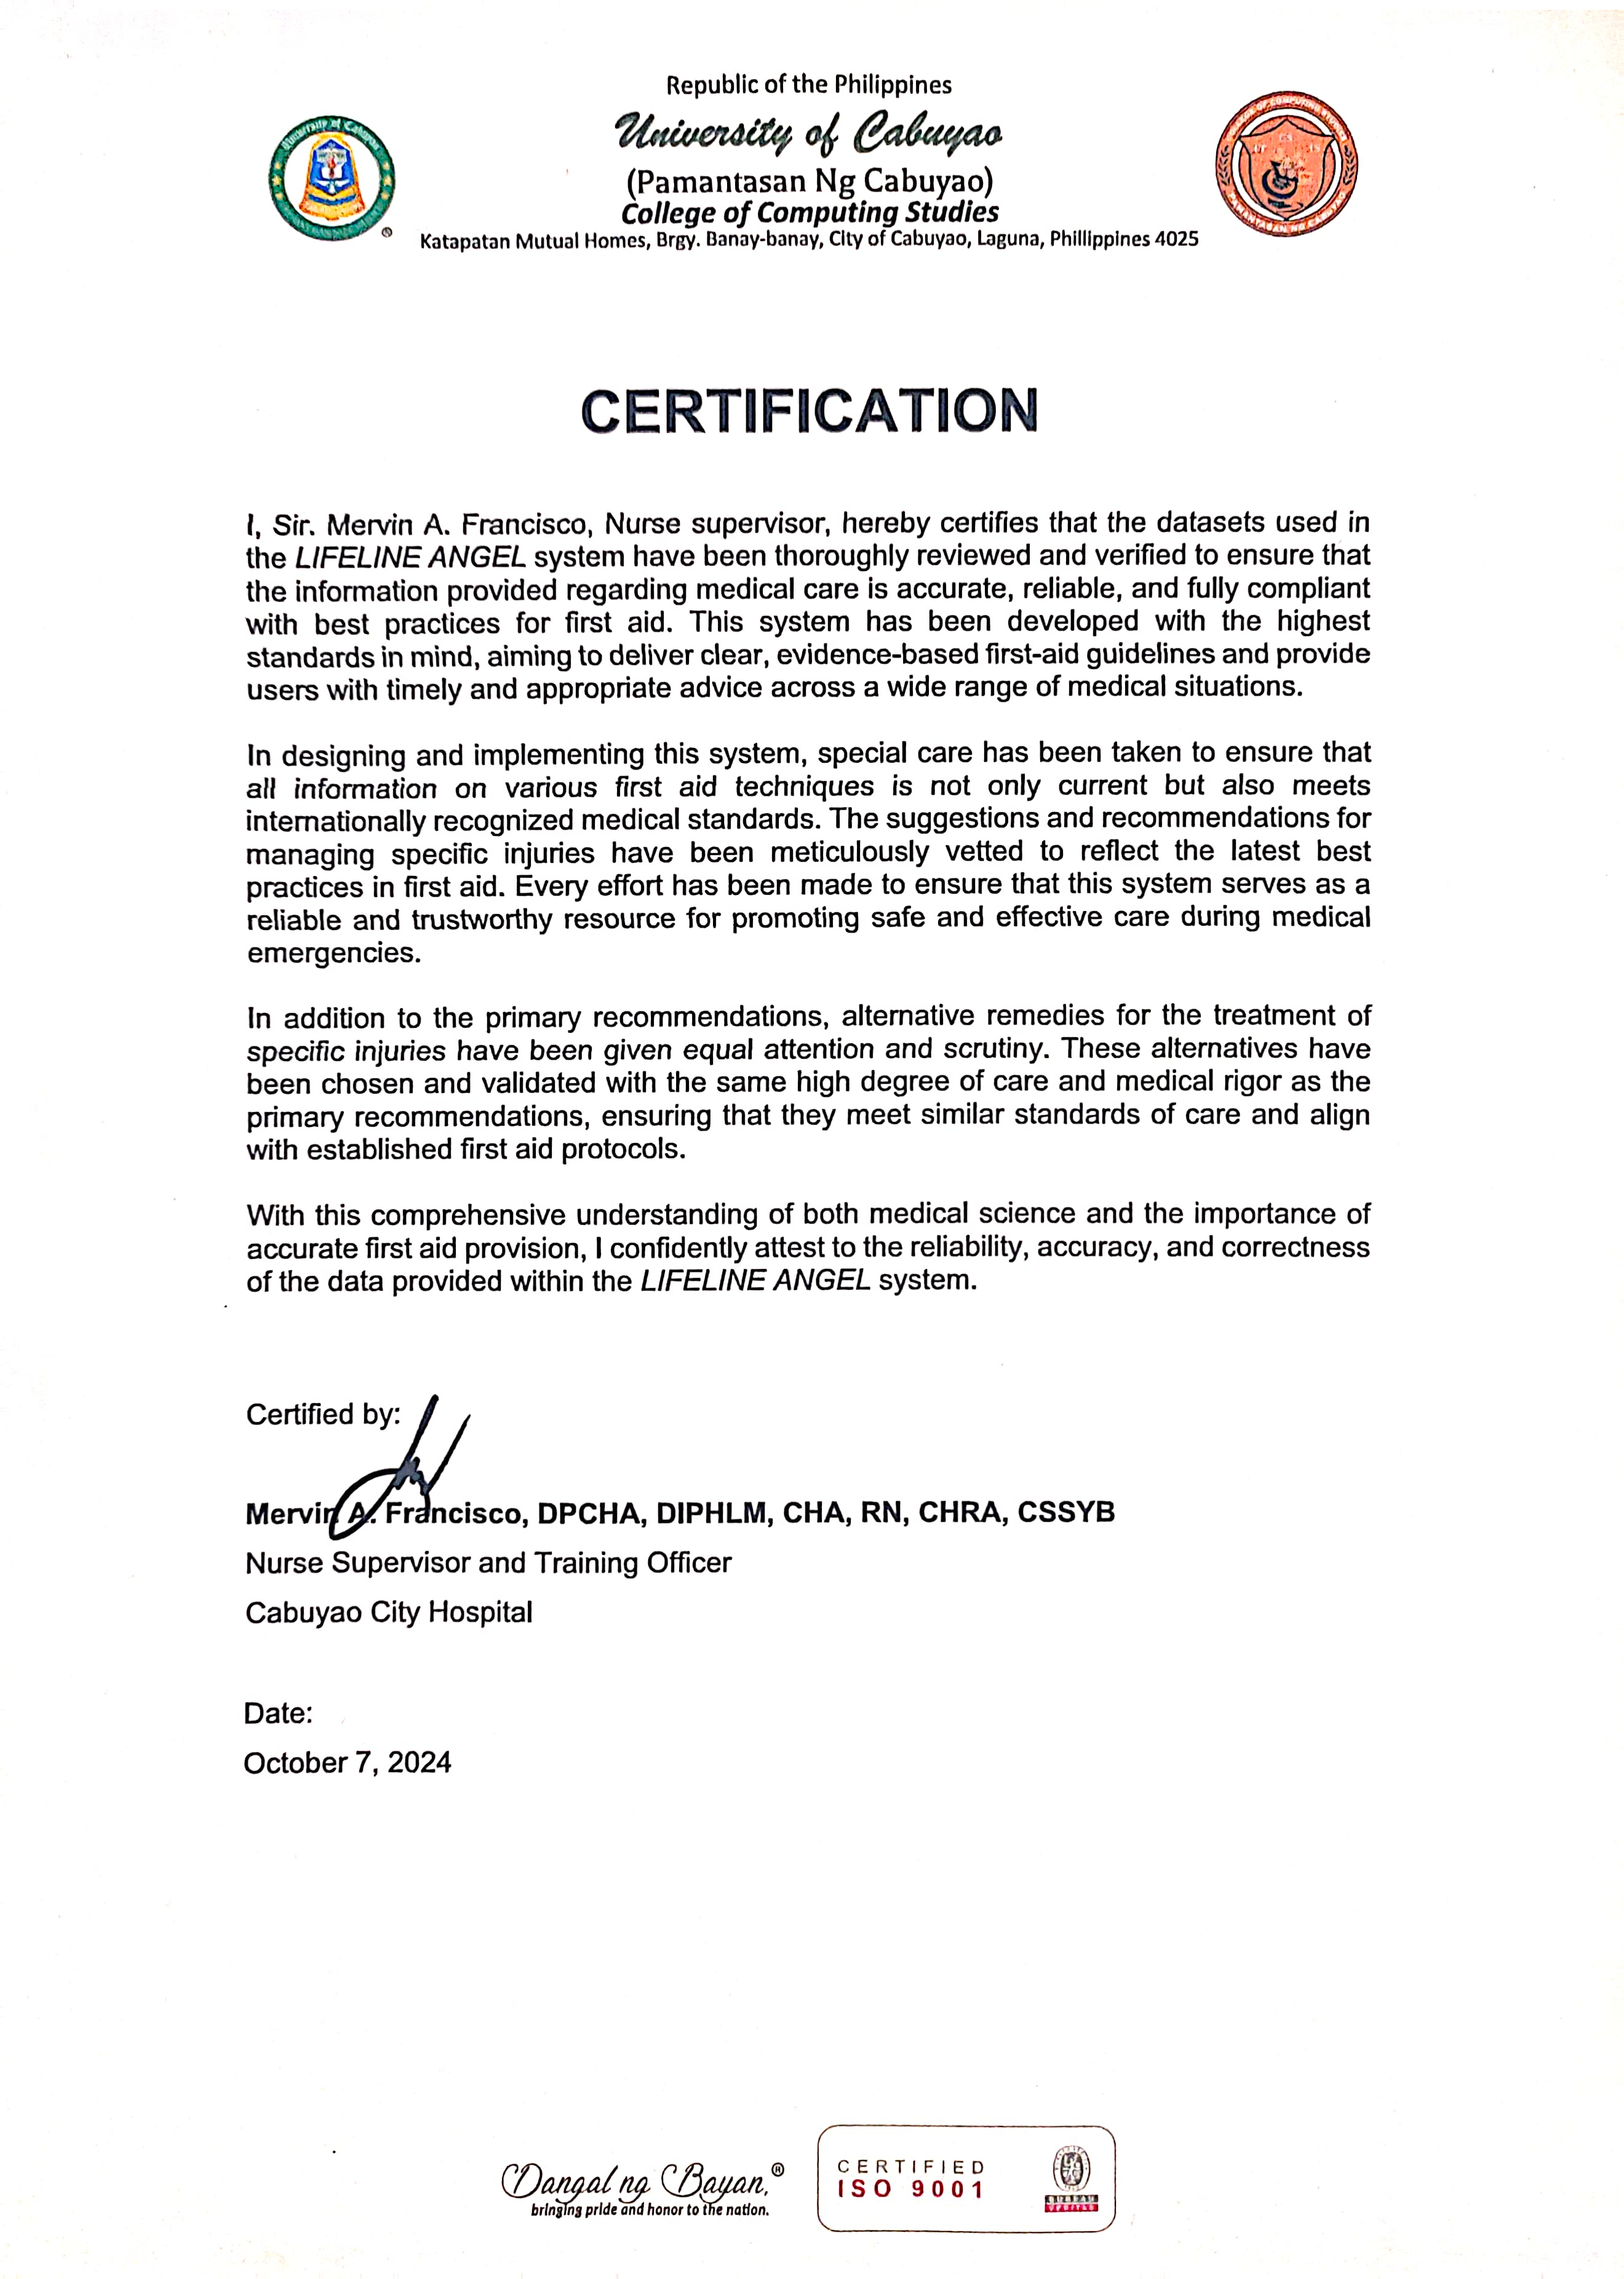 Republic of the Philippines
University of Cabuyao
(Pamantasan Ng Cabuyao)
College of Computing Studies
Katapatan Mutual Homes, Brgy. Banay-banay, City of Cabuyao, Laguna, Phillippines 4025
University of Cabuyao
®
CERTIFICATION
I, Sir. Mervin A. Francisco, Nurse supervisor, hereby certifies that the datasets used in
the LIFELINE ANGEL system have been thoroughly reviewed and verified to ensure that
the information provided regarding medical care is accurate, reliable, and fully compliant
with best practices for first aid. This system has been developed with the highest
standards in mind, aiming to deliver clear, evidence-based first-aid guidelines and provide
users with timely and appropriate advice across a wide range of medical situations.
In designing and implementing this system, special care has been taken to ensure that
all information on various first aid techniques is not only current but also meets
internationally recognized medical standards. The suggestions and recommendations for
managing specific injuries have been meticulously vetted to reflect the latest best
practices in first aid. Every effort has been made to ensure that this system serves as a
reliable and trustworthy resource for promoting safe and effective care during medical
emergencies.
In addition to the primary recommendations, alternative remedies for the treatment of
specific injuries have been given equal attention and scrutiny. These alternatives have
been chosen and validated with the same high degree of care and medical rigor as the
primary recommendations, ensuring that they meet similar standards of care and align
with established first aid protocols.
With this comprehensive understanding of both medical science and the importance of
accurate first aid provision, I confidently attest to the reliability, accuracy, and correctness
of the data provided within the LIFELINE ANGEL system.
Certified by:
Mervin A. Francisco, DPCHA, DIPHLM, CHA, RN, CHRA, CSSYB
Nurse Supervisor and Training Officer
Cabuyao City Hospital
Date:
October 7, 2024
Dangal ng Bayan,®
bringing pride and honor to the nation.
CERTIFIED
ISO 9001
BUREAU
VERITAS